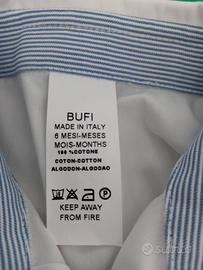 BUFI
MADE IN ITALY
6 MESI-MESES
MOIS-MONTHS
100 %COTONE
COTON-COTTON
ALGODON-ALGODAO
P
KEEP AWAY
FROM FIRE
subito